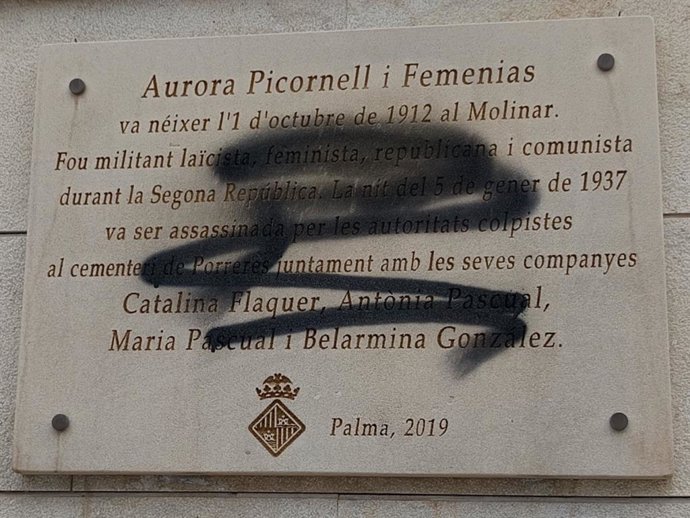 Aurora Picornell i Femenias
va néixer l'1 d'octubre de 1912 al Molinar.
Fou militant laïcista, feminista, republicana i comunista
durant la Segona República. La nit del 5 de gener de 1937
va ser assassinada per les autoritats colpistes
al cementeri de Porreres juntament amb les seves companyes
Catalina Flaquer, Antònia Pascual,
Maria Pascual i Belarmina González.
Palma, 2019